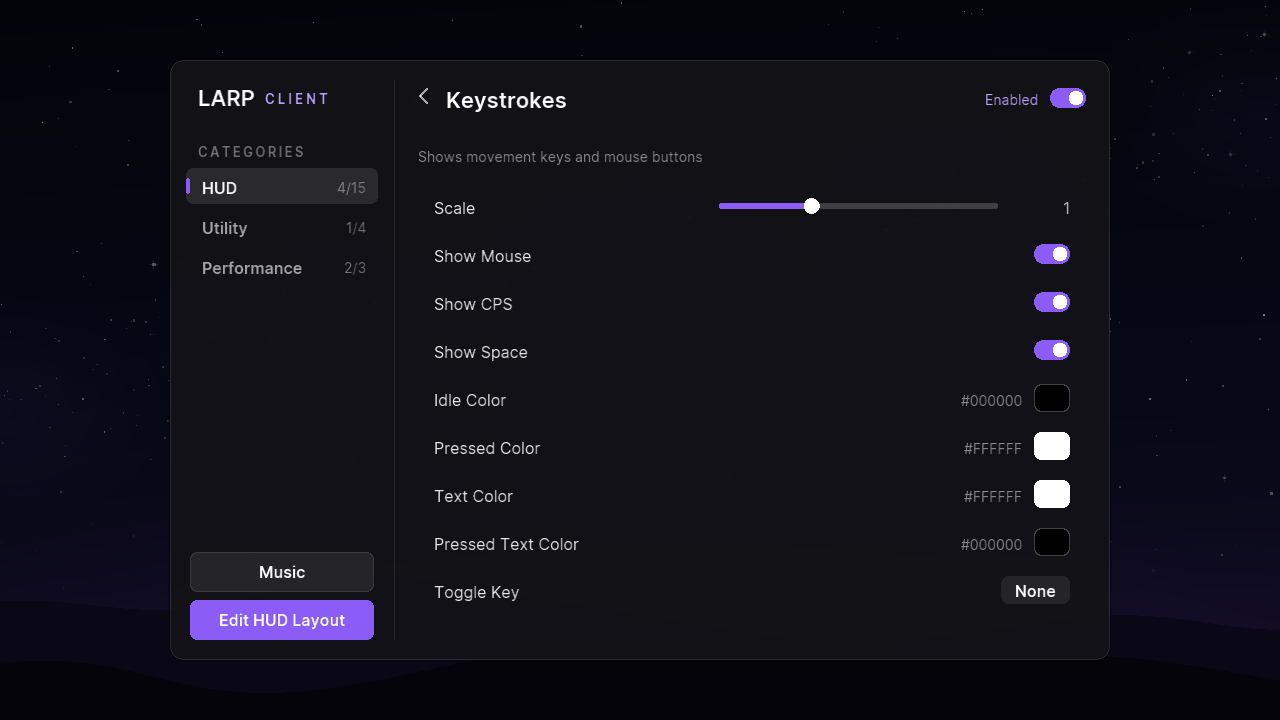 LARP CLIENT
CATEGORIES
HUD 4/15
Utility 1/4
Performance 2/3
Music
Edit HUD Layout
Keystrokes Enabled
Shows movement keys and mouse buttons
Scale 1
Show Mouse
Show CPS
Show Space
Idle Color #000000
Pressed Color #FFFFFF
Text Color #FFFFFF
Pressed Text Color #000000
Toggle Key None